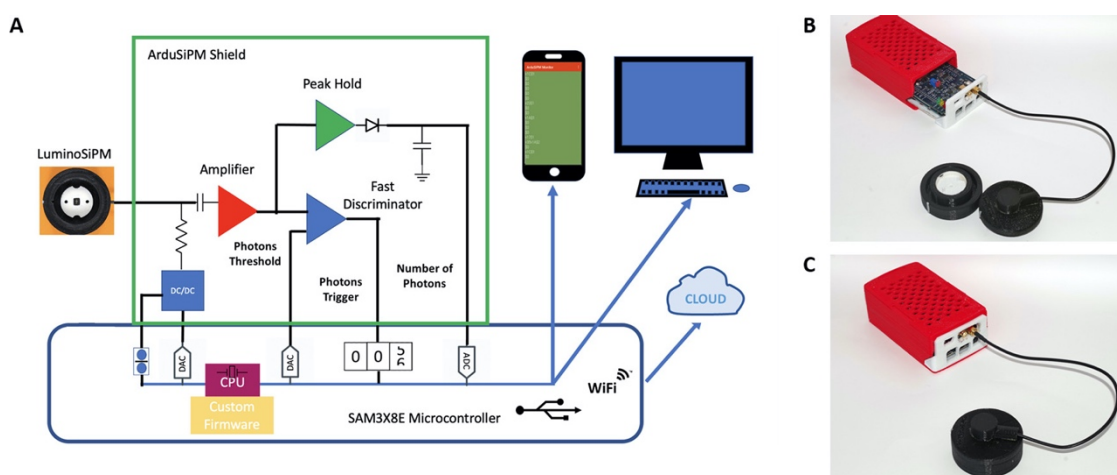 A
ArduSiPM Shield
Peak Hold
LuminoSiPM
Amplifier
Fast
Discriminator
Photons
Threshold
Photons
Trigger
Number of
Photons
DC/DC
DAC
CPU
Custom
Firmware
DAC
0 0
ADC
SAM3X8E Microcontroller
WiFi
CLOUD
B
C